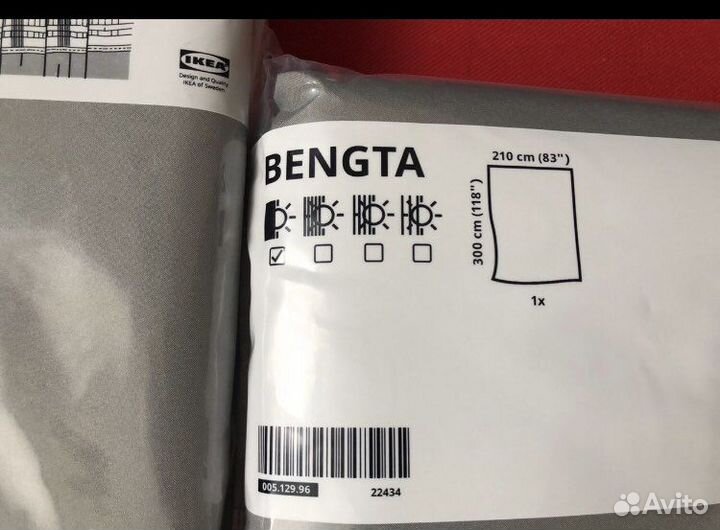 IKEA
Design and Quality
IKEA of Sweden
BENGTA
210 cm (83")
300 cm (118")
1x
005.129.96
22434
Avito